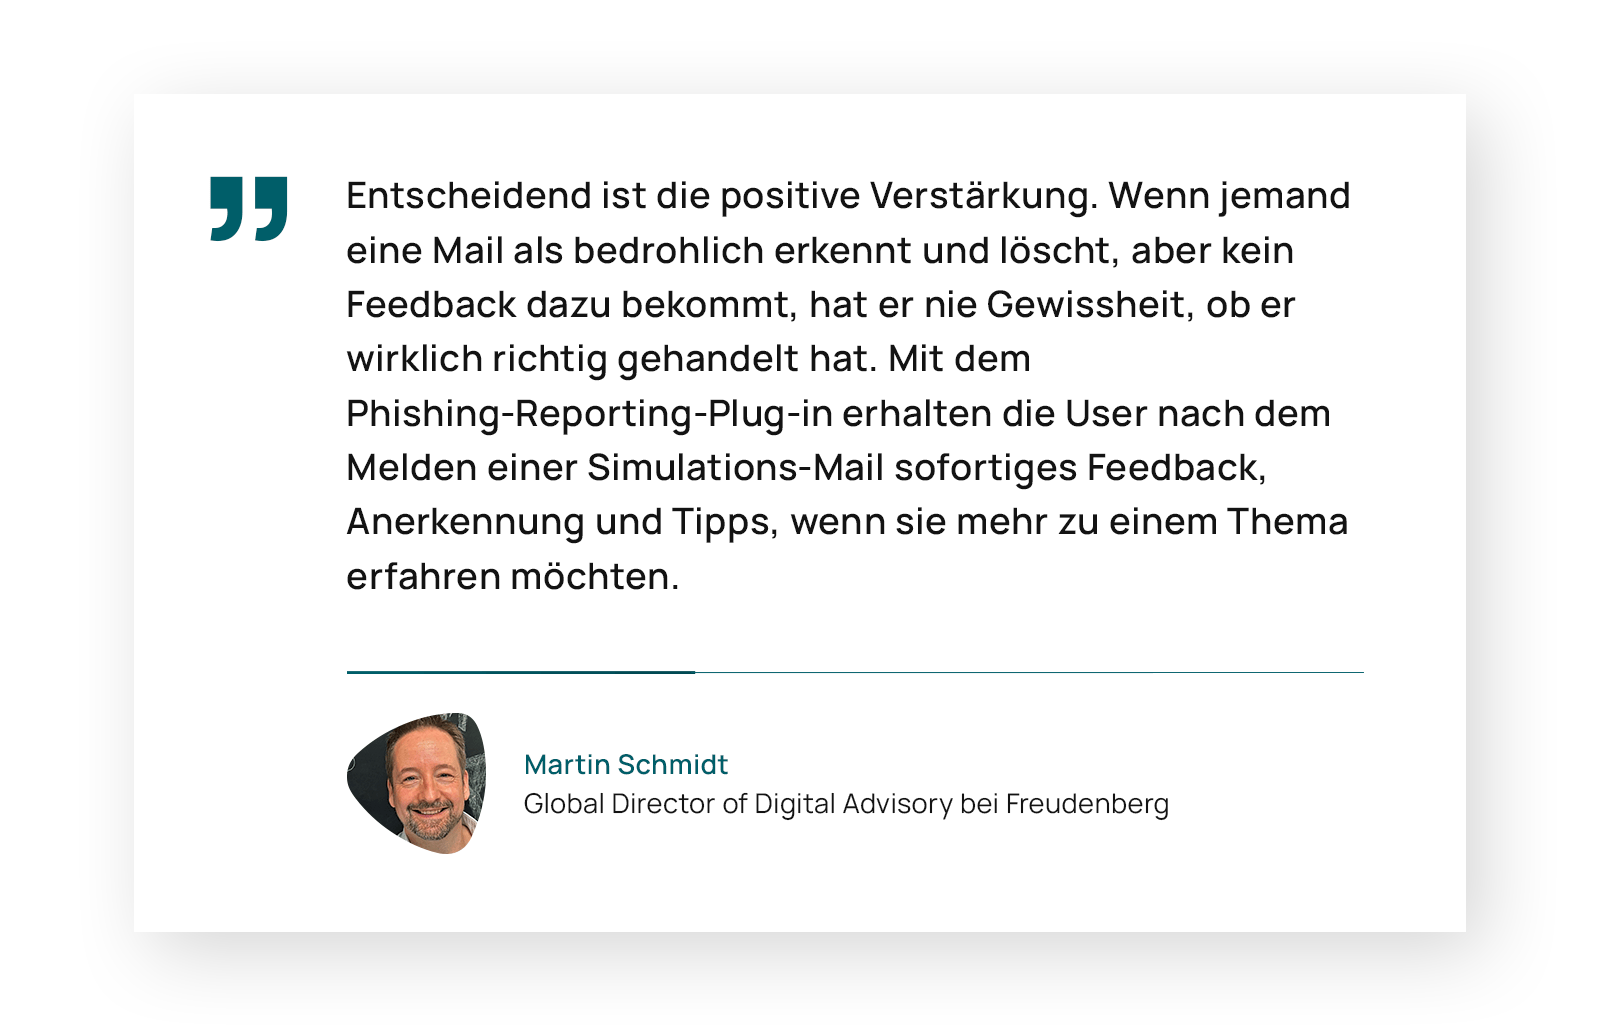 Entscheidend ist die positive Verstärkung. Wenn jemand
eine Mail als bedrohlich erkennt und löscht, aber kein
Feedback dazu bekommt, hat er nie Gewissheit, ob er
wirklich richtig gehandelt hat. Mit dem
Phishing-Reporting-Plug-in erhalten die User nach dem
Melden einer Simulations-Mail sofortiges Feedback,
Anerkennung und Tipps, wenn sie mehr zu einem Thema
erfahren möchten.
Martin Schmidt
Global Director of Digital Advisory bei Freudenberg